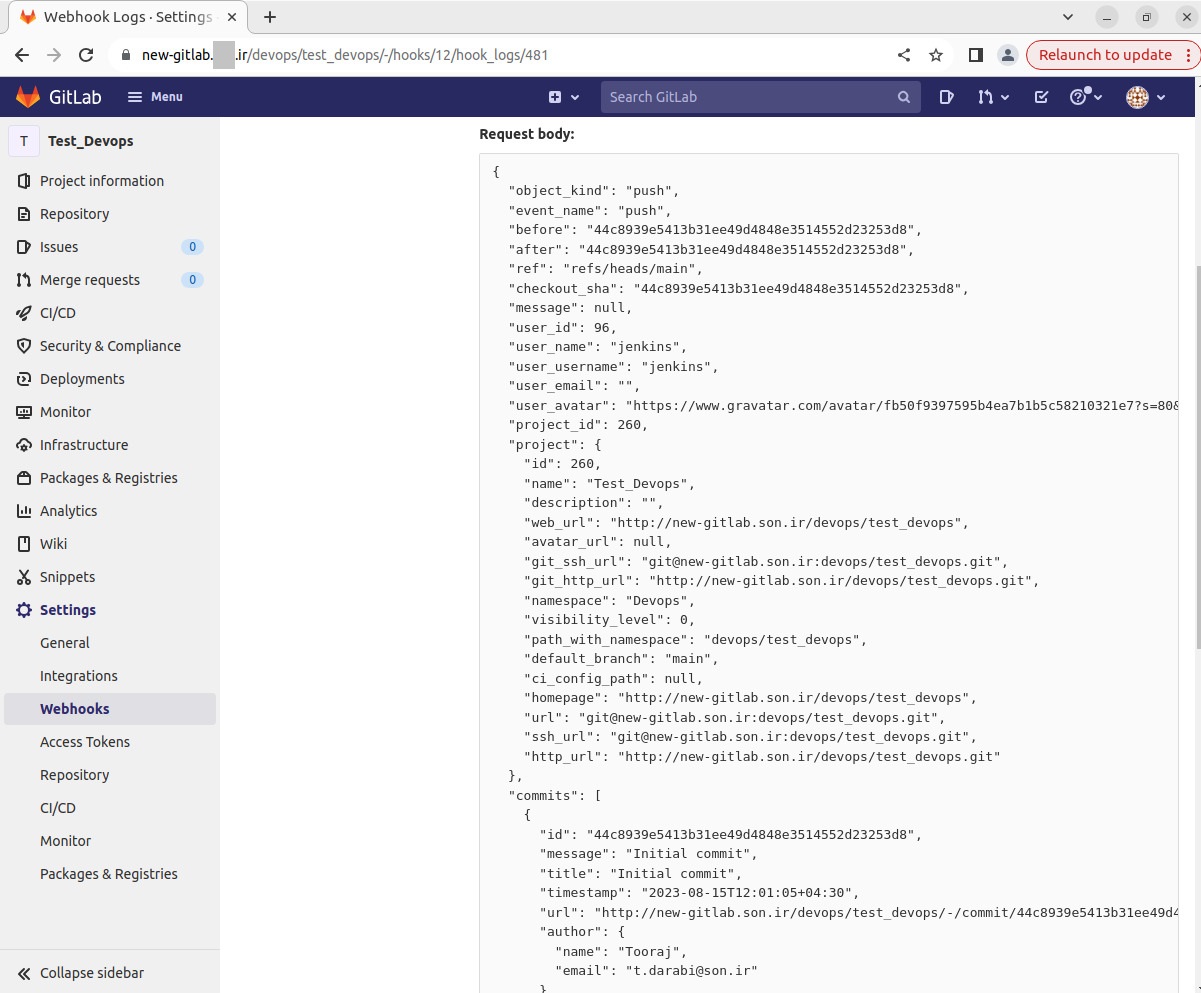 Webhook Logs · Settings
new-gitlab. .ir/devops/test_devops/-/hooks/12/hook_logs/481
Relaunch to update
GitLab
Menu
Search GitLab
T
Test_Devops
Project information
Repository
Issues
0
Merge requests
0
CI/CD
Security & Compliance
Deployments
Monitor
Infrastructure
Packages & Registries
Analytics
Wiki
Snippets
Settings
General
Integrations
Webhooks
Access Tokens
Repository
CI/CD
Monitor
Packages & Registries
Collapse sidebar
Request body:
{
"object_kind": "push",
"event_name": "push",
"before": "44c8939e5413b31ee49d4848e3514552d23253d8",
"after": "44c8939e5413b31ee49d4848e3514552d23253d8",
"ref": "refs/heads/main",
"checkout_sha": "44c8939e5413b31ee49d4848e3514552d23253d8",
"message": null,
"user_id": 96,
"user_name": "jenkins",
"user_username": "jenkins",
"user_email": "",
"user_avatar": "https://www.gravatar.com/avatar/fb50f9397595b4ea7b1b5c58210321e7?s=80&
"project_id": 260,
"project": {
"id": 260,
"name": "Test_Devops",
"description": "",
"web_url": "http://new-gitlab.son.ir/devops/test_devops",
"avatar_url": null,
"git_ssh_url": "git@new-gitlab.son.ir:devops/test_devops.git",
"git_http_url": "http://new-gitlab.son.ir/devops/test_devops.git",
"namespace": "Devops",
"visibility_level": 0,
"path_with_namespace": "devops/test_devops",
"default_branch": "main",
"ci_config_path": null,
"homepage": "http://new-gitlab.son.ir/devops/test_devops",
"url": "git@new-gitlab.son.ir:devops/test_devops.git",
"ssh_url": "git@new-gitlab.son.ir:devops/test_devops.git",
"http_url": "http://new-gitlab.son.ir/devops/test_devops.git"
},
"commits": [
{
"id": "44c8939e5413b31ee49d4848e3514552d23253d8",
"message": "Initial commit",
"title": "Initial commit",
"timestamp": "2023-08-15T12:01:05+04:30",
"url": "http://new-gitlab.son.ir/devops/test_devops/-/commit/44c8939e5413b31ee49d4
"author": {
"name": "Tooraj",
"email": "t.darabi@son.ir"
}